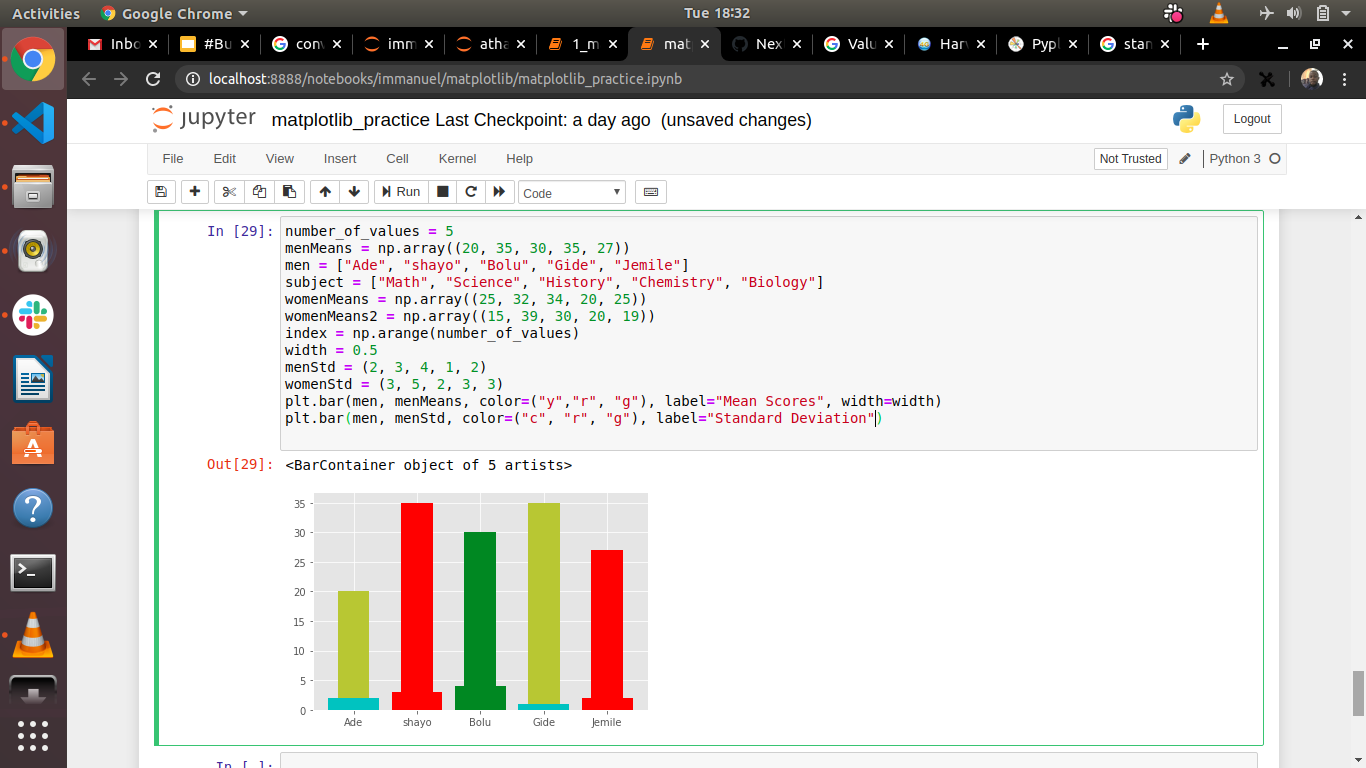 Activities Google Chrome Tue 18:32
Inbo #Bu con imm atha 1_m mat Nex Valu Harv Pypl stan
localhost:8888/notebooks/immanuel/matplotlib/matplotlib_practice.ipynb
jupyter matplotlib_practice Last Checkpoint: a day ago (unsaved changes) Logout
File Edit View Insert Cell Kernel Help Not Trusted Python 3
Run Code
In [29]: number_of_values = 5
menMeans = np.array((20, 35, 30, 35, 27))
men = ["Ade", "shayo", "Bolu", "Gide", "Jemile"]
subject = ["Math", "Science", "History", "Chemistry", "Biology"]
womenMeans = np.array((25, 32, 34, 20, 25))
womenMeans2 = np.array((15, 39, 30, 20, 19))
index = np.arange(number_of_values)
width = 0.5
menStd = (2, 3, 4, 1, 2)
womenStd = (3, 5, 2, 3, 3)
plt.bar(men, menMeans, color=("y","r", "g"), label="Mean Scores", width=width)
plt.bar(men, menStd, color=("c", "r", "g"), label="Standard Deviation")
Out[29]: <BarContainer object of 5 artists>
35
30
25
20
15
10
5
0
Ade shayo Bolu Gide Jemile
In [ ]: